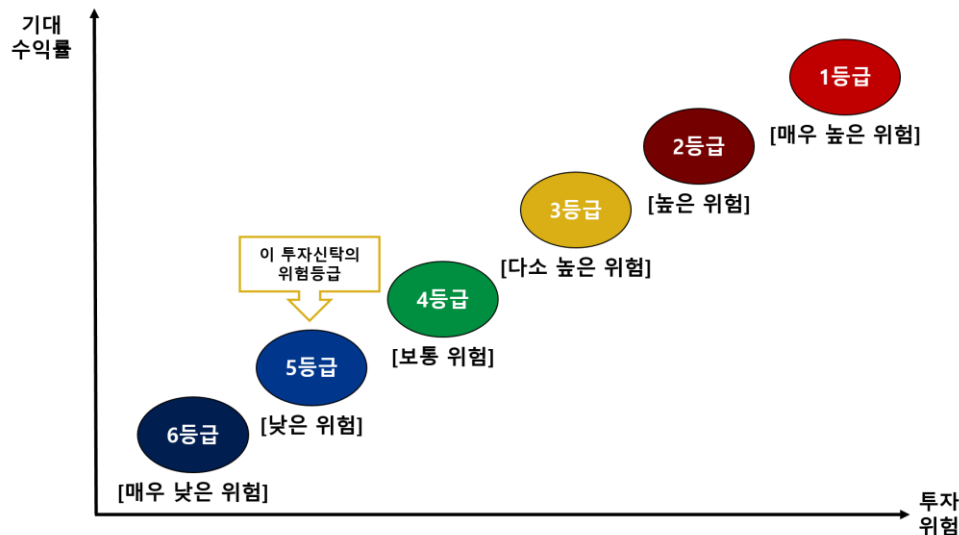 기대
수익률
1등급
[매우 높은 위험]
2등급
[높은 위험]
3등급
[다소 높은 위험]
이 투자신탁의
위험등급
4등급
[보통 위험]
5등급
[낮은 위험]
6등급
[매우 낮은 위험]
투자
위험